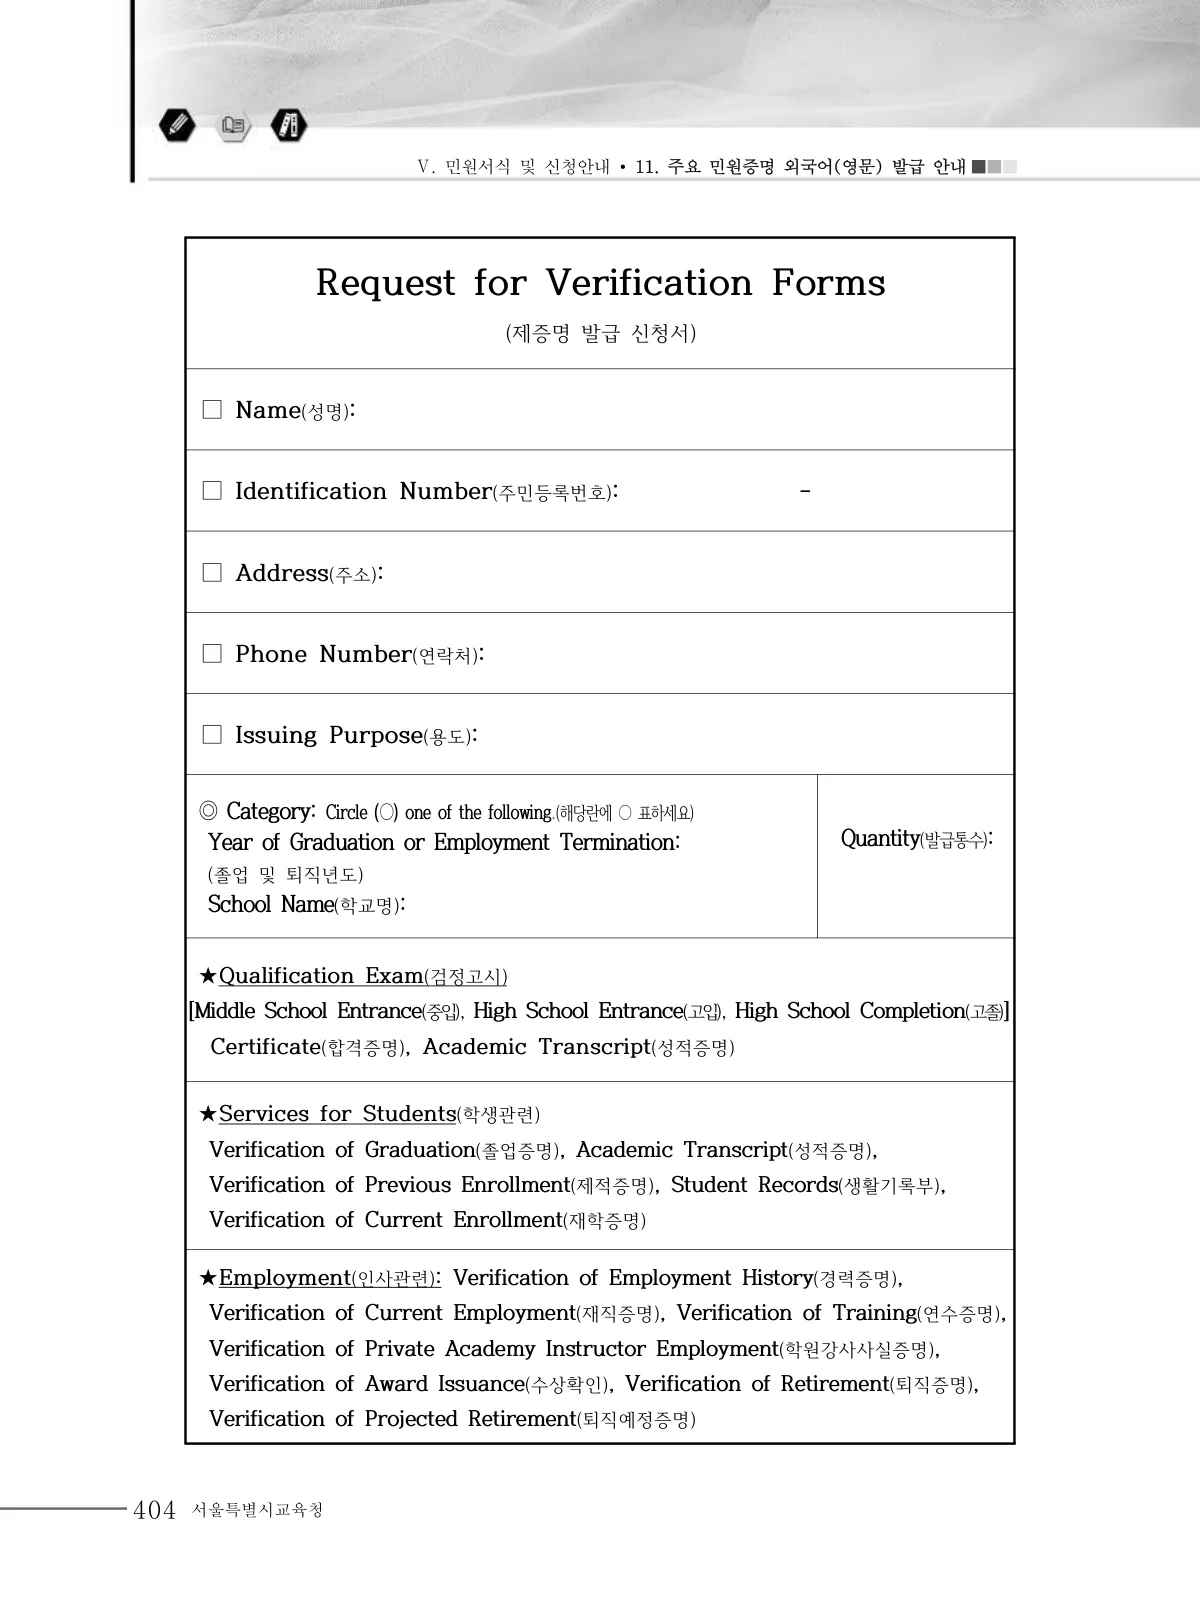 Ⅴ. 민원서식 및 신청안내 • 11. 주요 민원증명 외국어(영문) 발급 안내
Request for Verification Forms
(제증명 발급 신청서)
□ Name(성명):
□ Identification Number(주민등록번호): -
□ Address(주소):
□ Phone Number(연락처):
□ Issuing Purpose(용도):
◎ Category: Circle (○) one of the following.(해당란에 ○ 표하세요)
Year of Graduation or Employment Termination:
(졸업 및 퇴직년도)
School Name(학교명):
Quantity(발급통수):
★Qualification Exam(검정고시)
[Middle School Entrance(중입), High School Entrance(고입), High School Completion(고졸)]
Certificate(합격증명), Academic Transcript(성적증명)
★Services for Students(학생관련)
Verification of Graduation(졸업증명), Academic Transcript(성적증명),
Verification of Previous Enrollment(제적증명), Student Records(생활기록부),
Verification of Current Enrollment(재학증명)
★Employment(인사관련): Verification of Employment History(경력증명),
Verification of Current Employment(재직증명), Verification of Training(연수증명),
Verification of Private Academy Instructor Employment(학원강사사실증명),
Verification of Award Issuance(수상확인), Verification of Retirement(퇴직증명),
Verification of Projected Retirement(퇴직예정증명)
404 서울특별시교육청